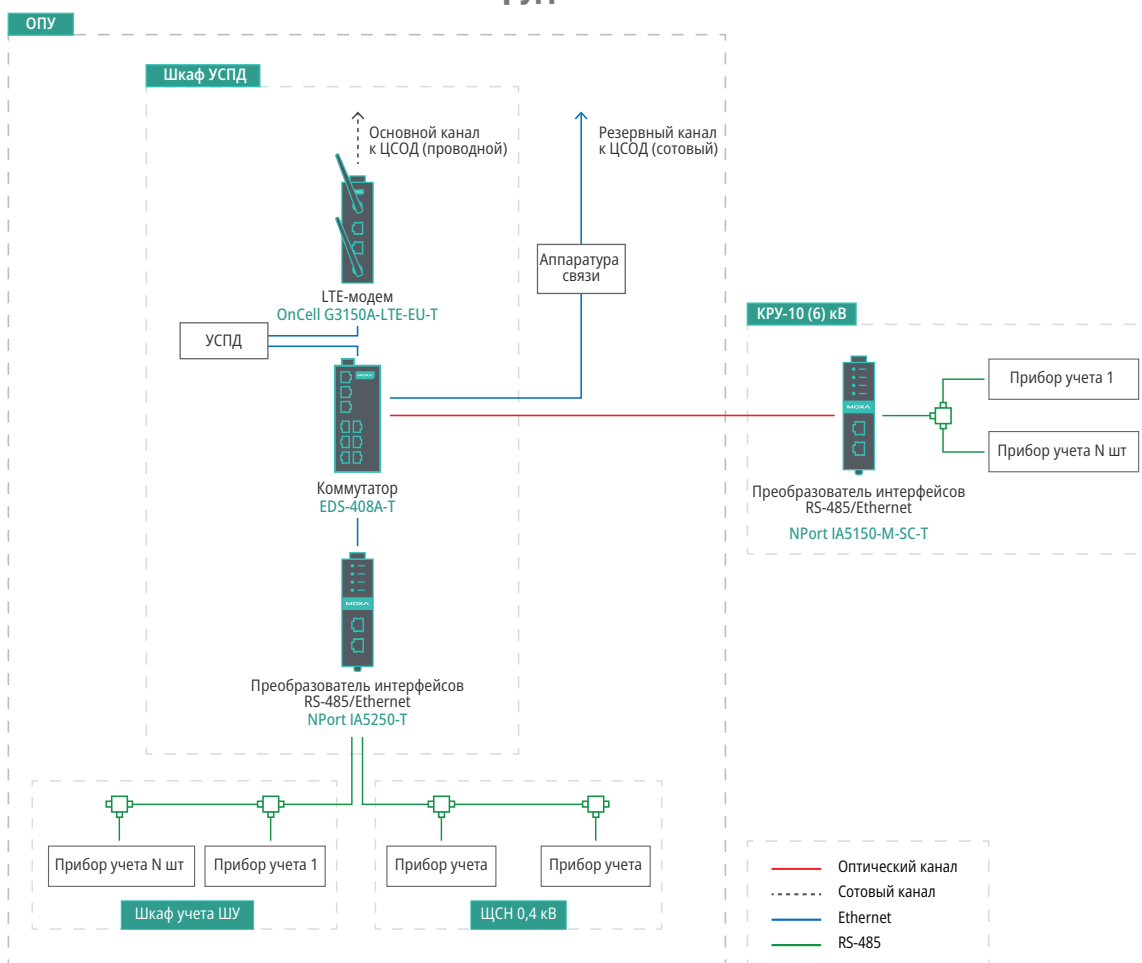 ОПУ
Шкаф УСПД
Основной канал
к ЦСОД (проводной)
Резервный канал
к ЦСОД (сотовый)
Аппаратура
связи
LTE-модем
OnCell G3150A-LTE-EU-T
УСПД
MOXA
Коммутатор
EDS-408A-T
КРУ-10 (6) кВ
MOXA
Прибор учета 1
Прибор учета N шт
Преобразователь интерфейсов
RS-485/Ethernet
NPort IA5150-M-SC-T
MOXA
Преобразователь интерфейсов
RS-485/Ethernet
NPort IA5250-T
Прибор учета N шт
Прибор учета 1
Прибор учета
Прибор учета
Шкаф учета ШУ
ЩСН 0,4 кВ
Оптический канал
Сотовый канал
Ethernet
RS-485